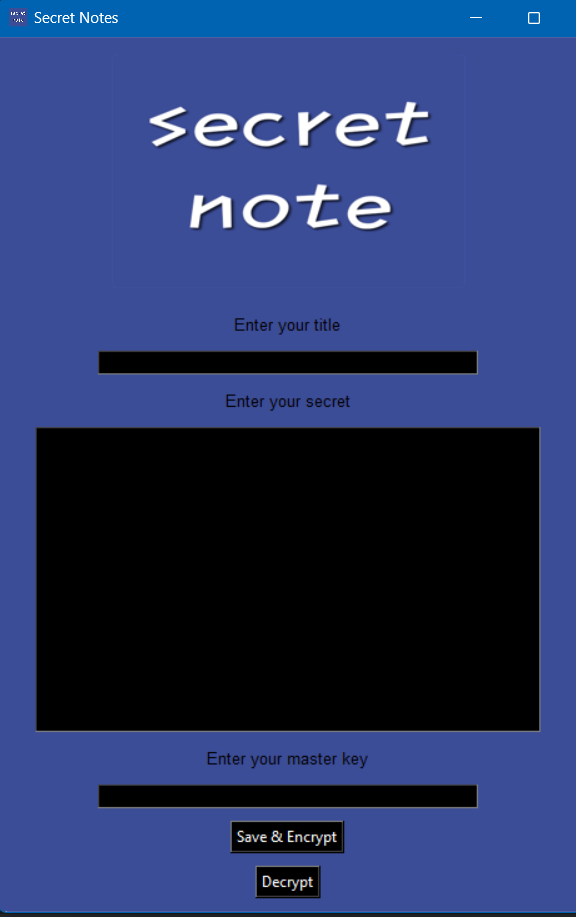 Secret Notes
secret
note
Enter your title
Enter your secret
Enter your master key
Save & Encrypt
Decrypt